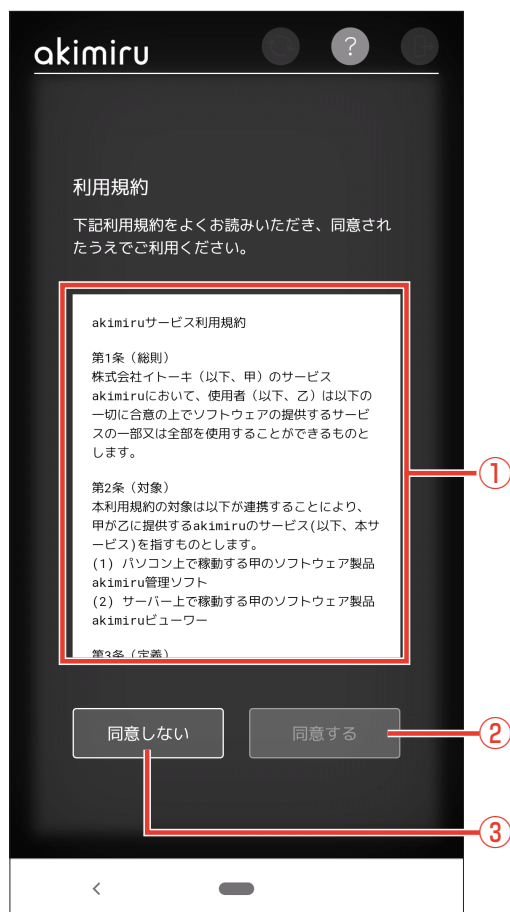 akimiru
?
利用規約
下記利用規約をよくお読みいただき、同意され
たうえでご利用ください。
akimiruサービス利用規約
第1条（総則）
株式会社イトーキ（以下、甲）のサービス
akimiruにおいて、使用者（以下、乙）は以下の
一切に合意の上でソフトウェアの提供するサービ
スの一部又は全部を使用することができるものと
します。
第2条（対象）
本利用規約の対象は以下が連携することにより、
甲が乙に提供するakimiruのサービス(以下、本サ
ービス)を指すものとします。
(1) パソコン上で稼動する甲のソフトウェア製品
akimiru管理ソフト
(2) サーバー上で稼動する甲のソフトウェア製品
akimiruビューワー
第3条（定義）
①
同意しない
同意する
②
③